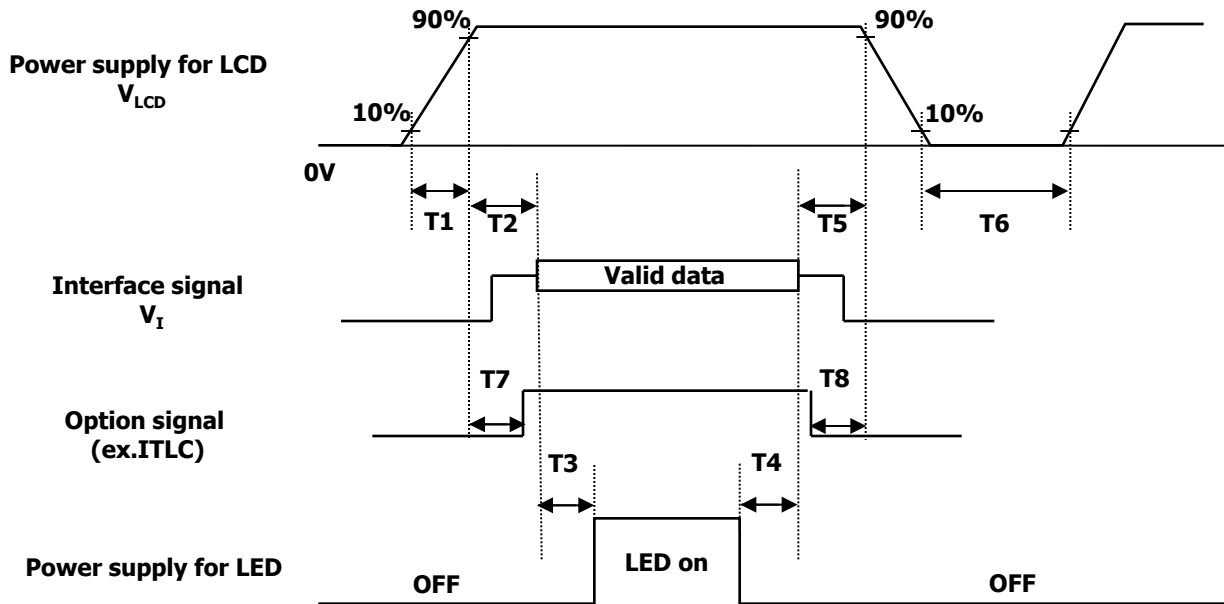 90%
90%
Power supply for LCD
VLCD
10%
10%
0V
T1
T2
T5
T6
Interface signal
VI
Valid data
T7
T8
Option signal
(ex.ITLC)
T3
T4
Power supply for LED
OFF
LED on
OFF